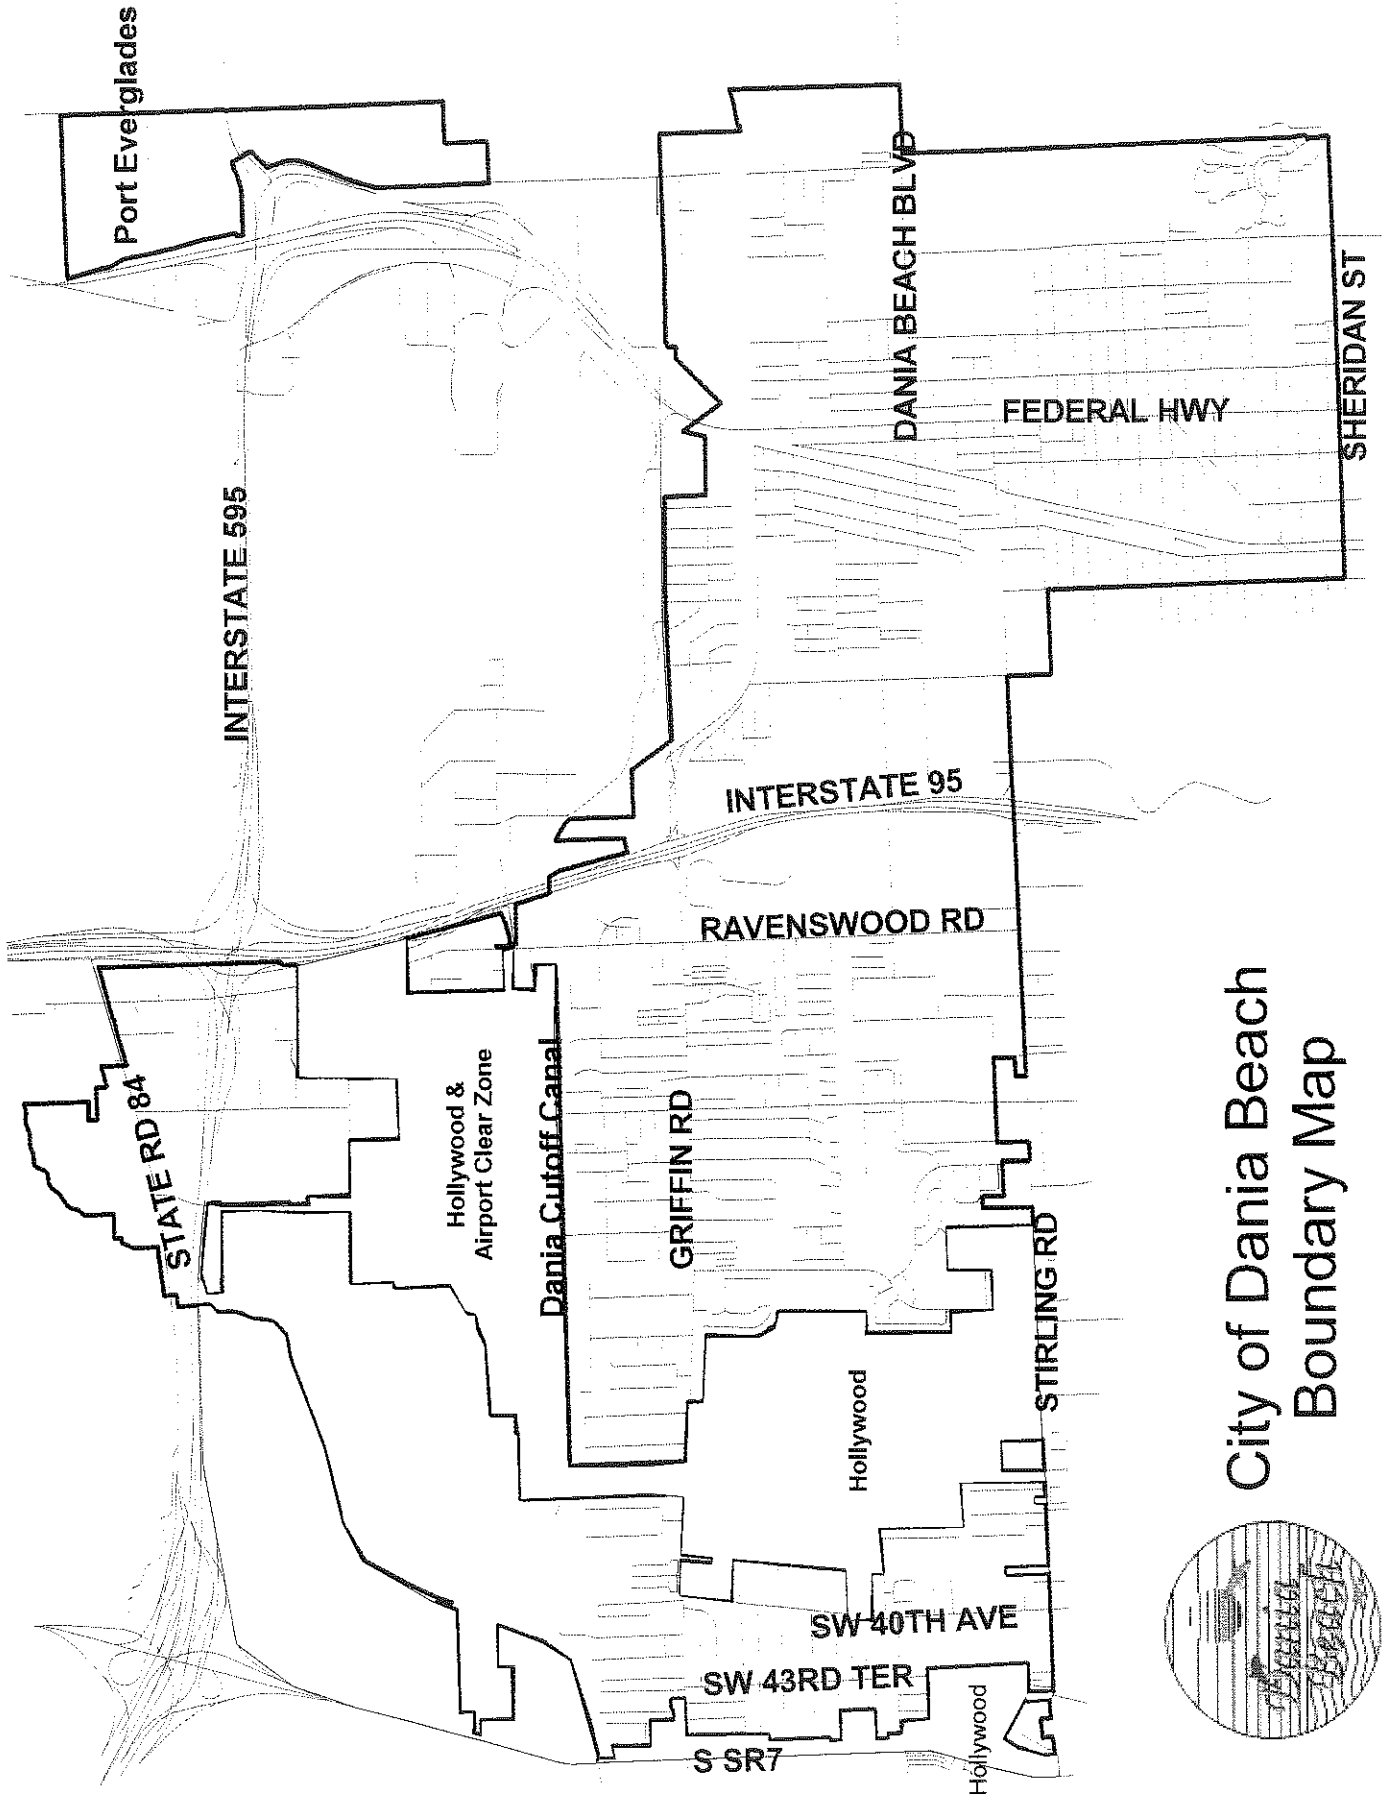 Port Everglades
INTERSTATE 595
DANIA BEACH BLVD
FEDERAL HWY
SHERIDAN ST
INTERSTATE 95
RAVENSWOOD RD
STATE RD 84
Hollywood &
Airport Clear Zone
Dania Cutoff Canal
GRIFFIN RD
STIRLING RD
Hollywood
SW 40TH AVE
SW 43RD TER
S SR7
Hollywood
City of Dania Beach
Boundary Map
Dania
Beach